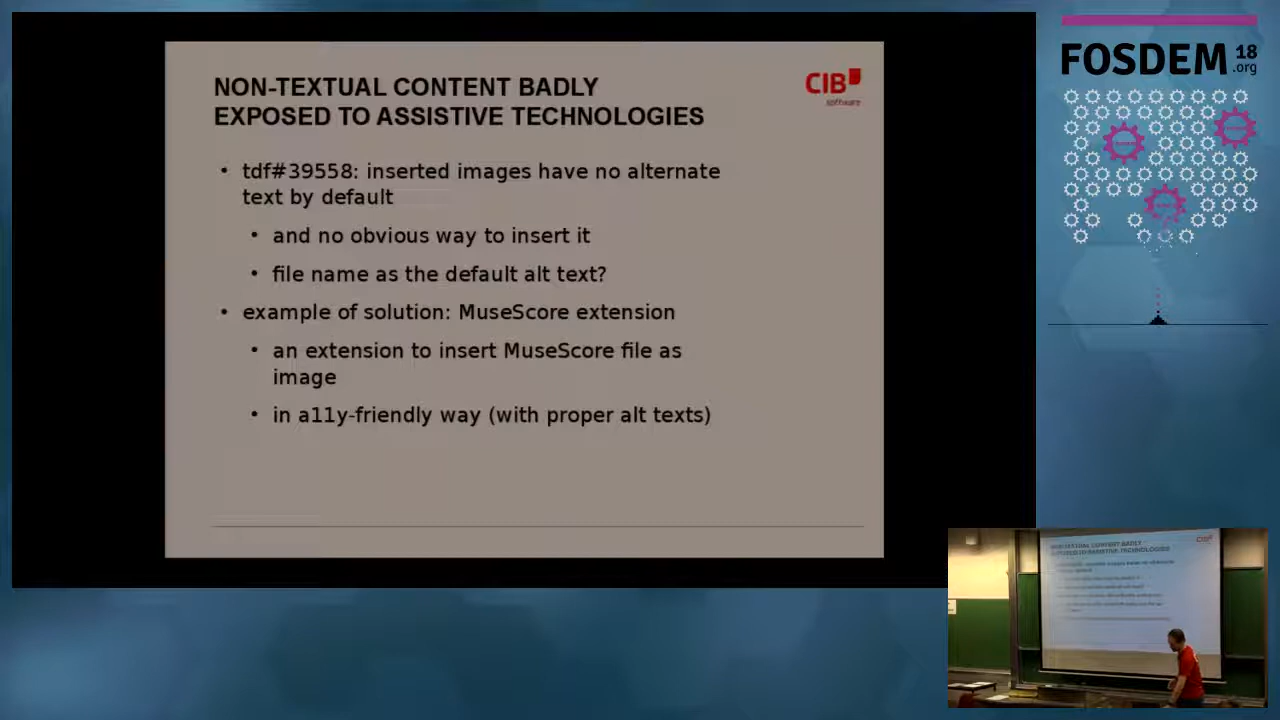 NON-TEXTUAL CONTENT BADLY
EXPOSED TO ASSISTIVE TECHNOLOGIES
CIB
software
• tdf#39558: inserted images have no alternate
text by default
• and no obvious way to insert it
• file name as the default alt text?
• example of solution: MuseScore extension
• an extension to insert MuseScore file as
image
• in a11y-friendly way (with proper alt texts)
FOSDEM 18
.org